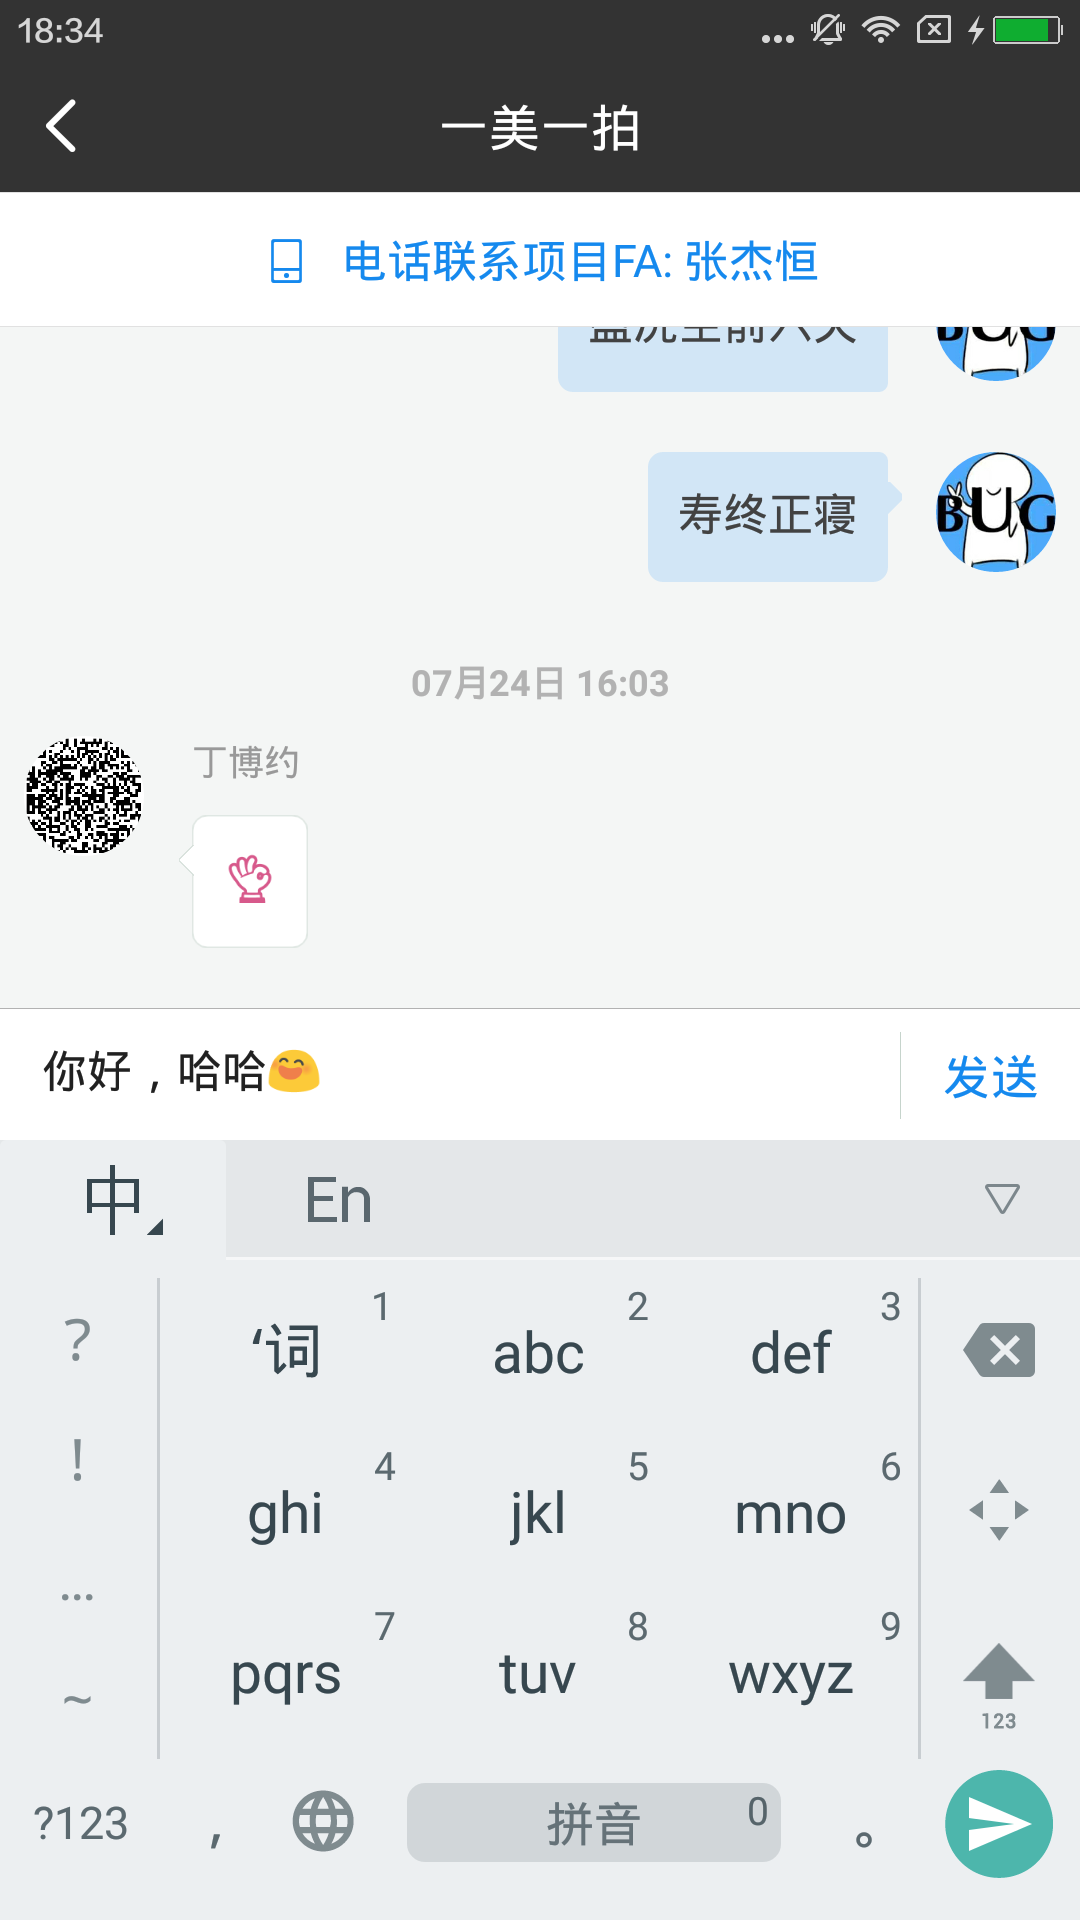 18:34
一美一拍
电话联系项目FA: 张杰恒
寿终正寝
BUG
07月24日 16:03
丁博约
你好，哈哈😄
发送
中
En
?
!
…
~
1
‘词
2
abc
3
def
4
ghi
5
jkl
6
mno
7
pqrs
8
tuv
9
wxyz
123
?123
,
拼音
0
。